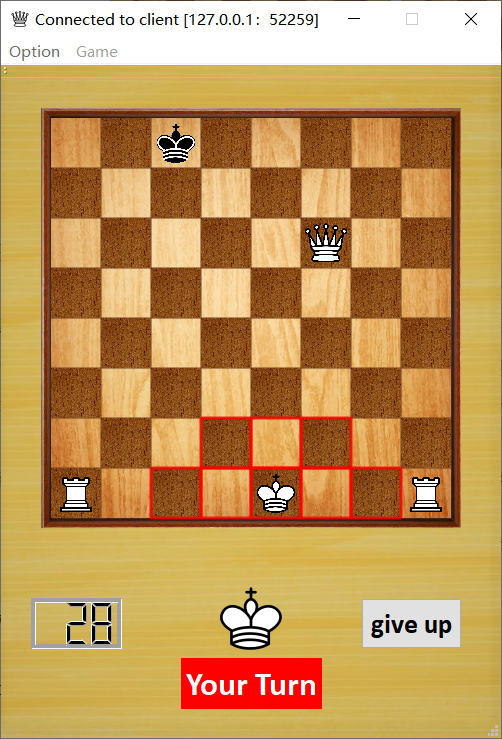 Connected to client [127.0.0.1：52259]
Option Game
28
give up
Your Turn